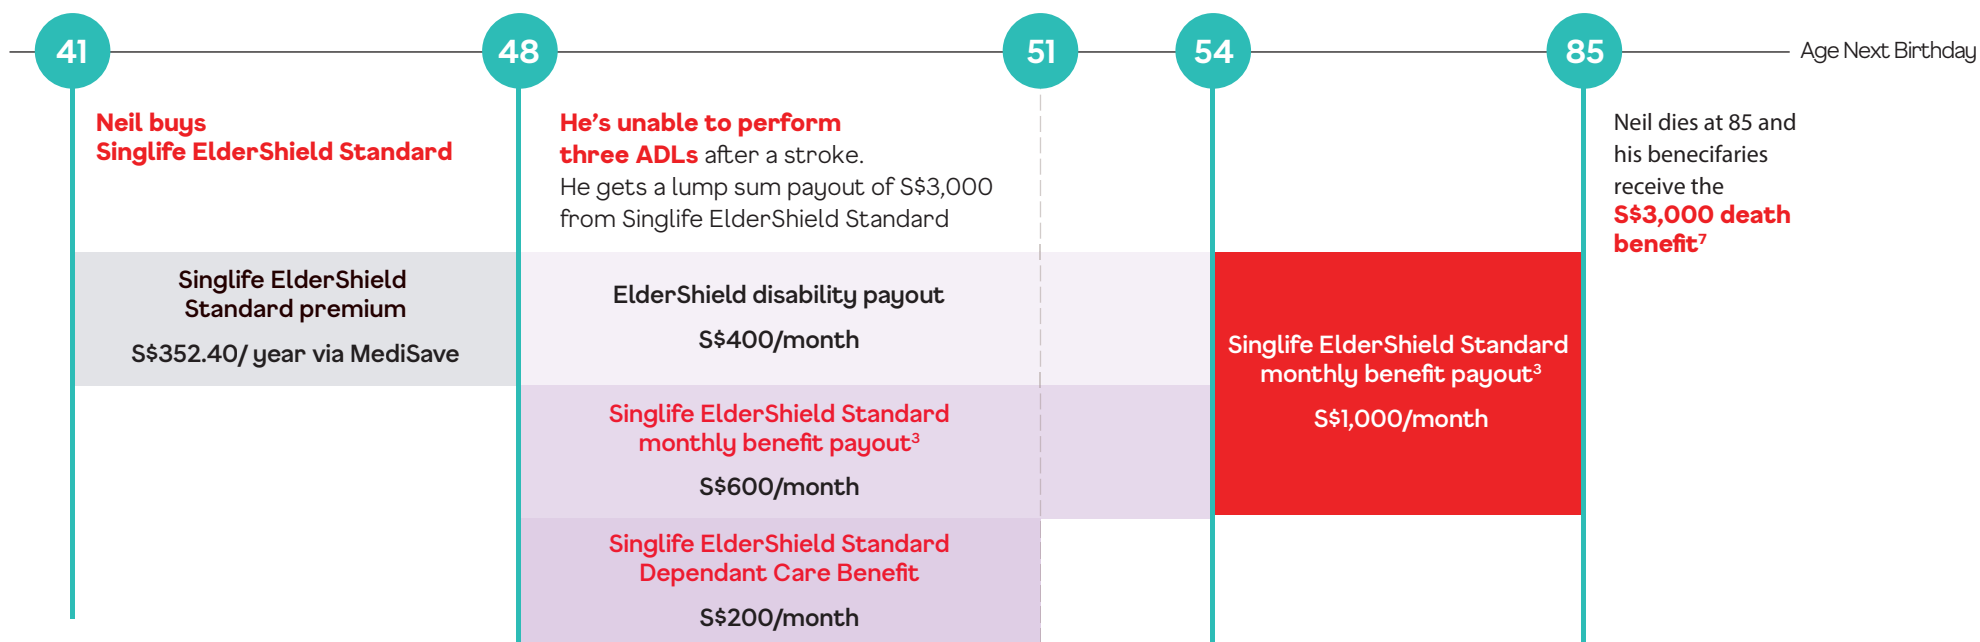 41
48
51
54
85
Age Next Birthday
Neil buys
Singlife ElderShield Standard
He's unable to perform
three ADLs after a stroke.
He gets a lump sum payout of S$3,000
from Singlife ElderShield Standard
Neil dies at 85 and
his benecifaries
receive the
S$3,000 death
benefit⁷
Singlife ElderShield
Standard premium
S$352.40/ year via MediSave
ElderShield disability payout
S$400/month
Singlife ElderShield Standard
monthly benefit payout³
S$600/month
Singlife ElderShield Standard
Dependant Care Benefit
S$200/month
Singlife ElderShield Standard
monthly benefit payout³
S$1,000/month